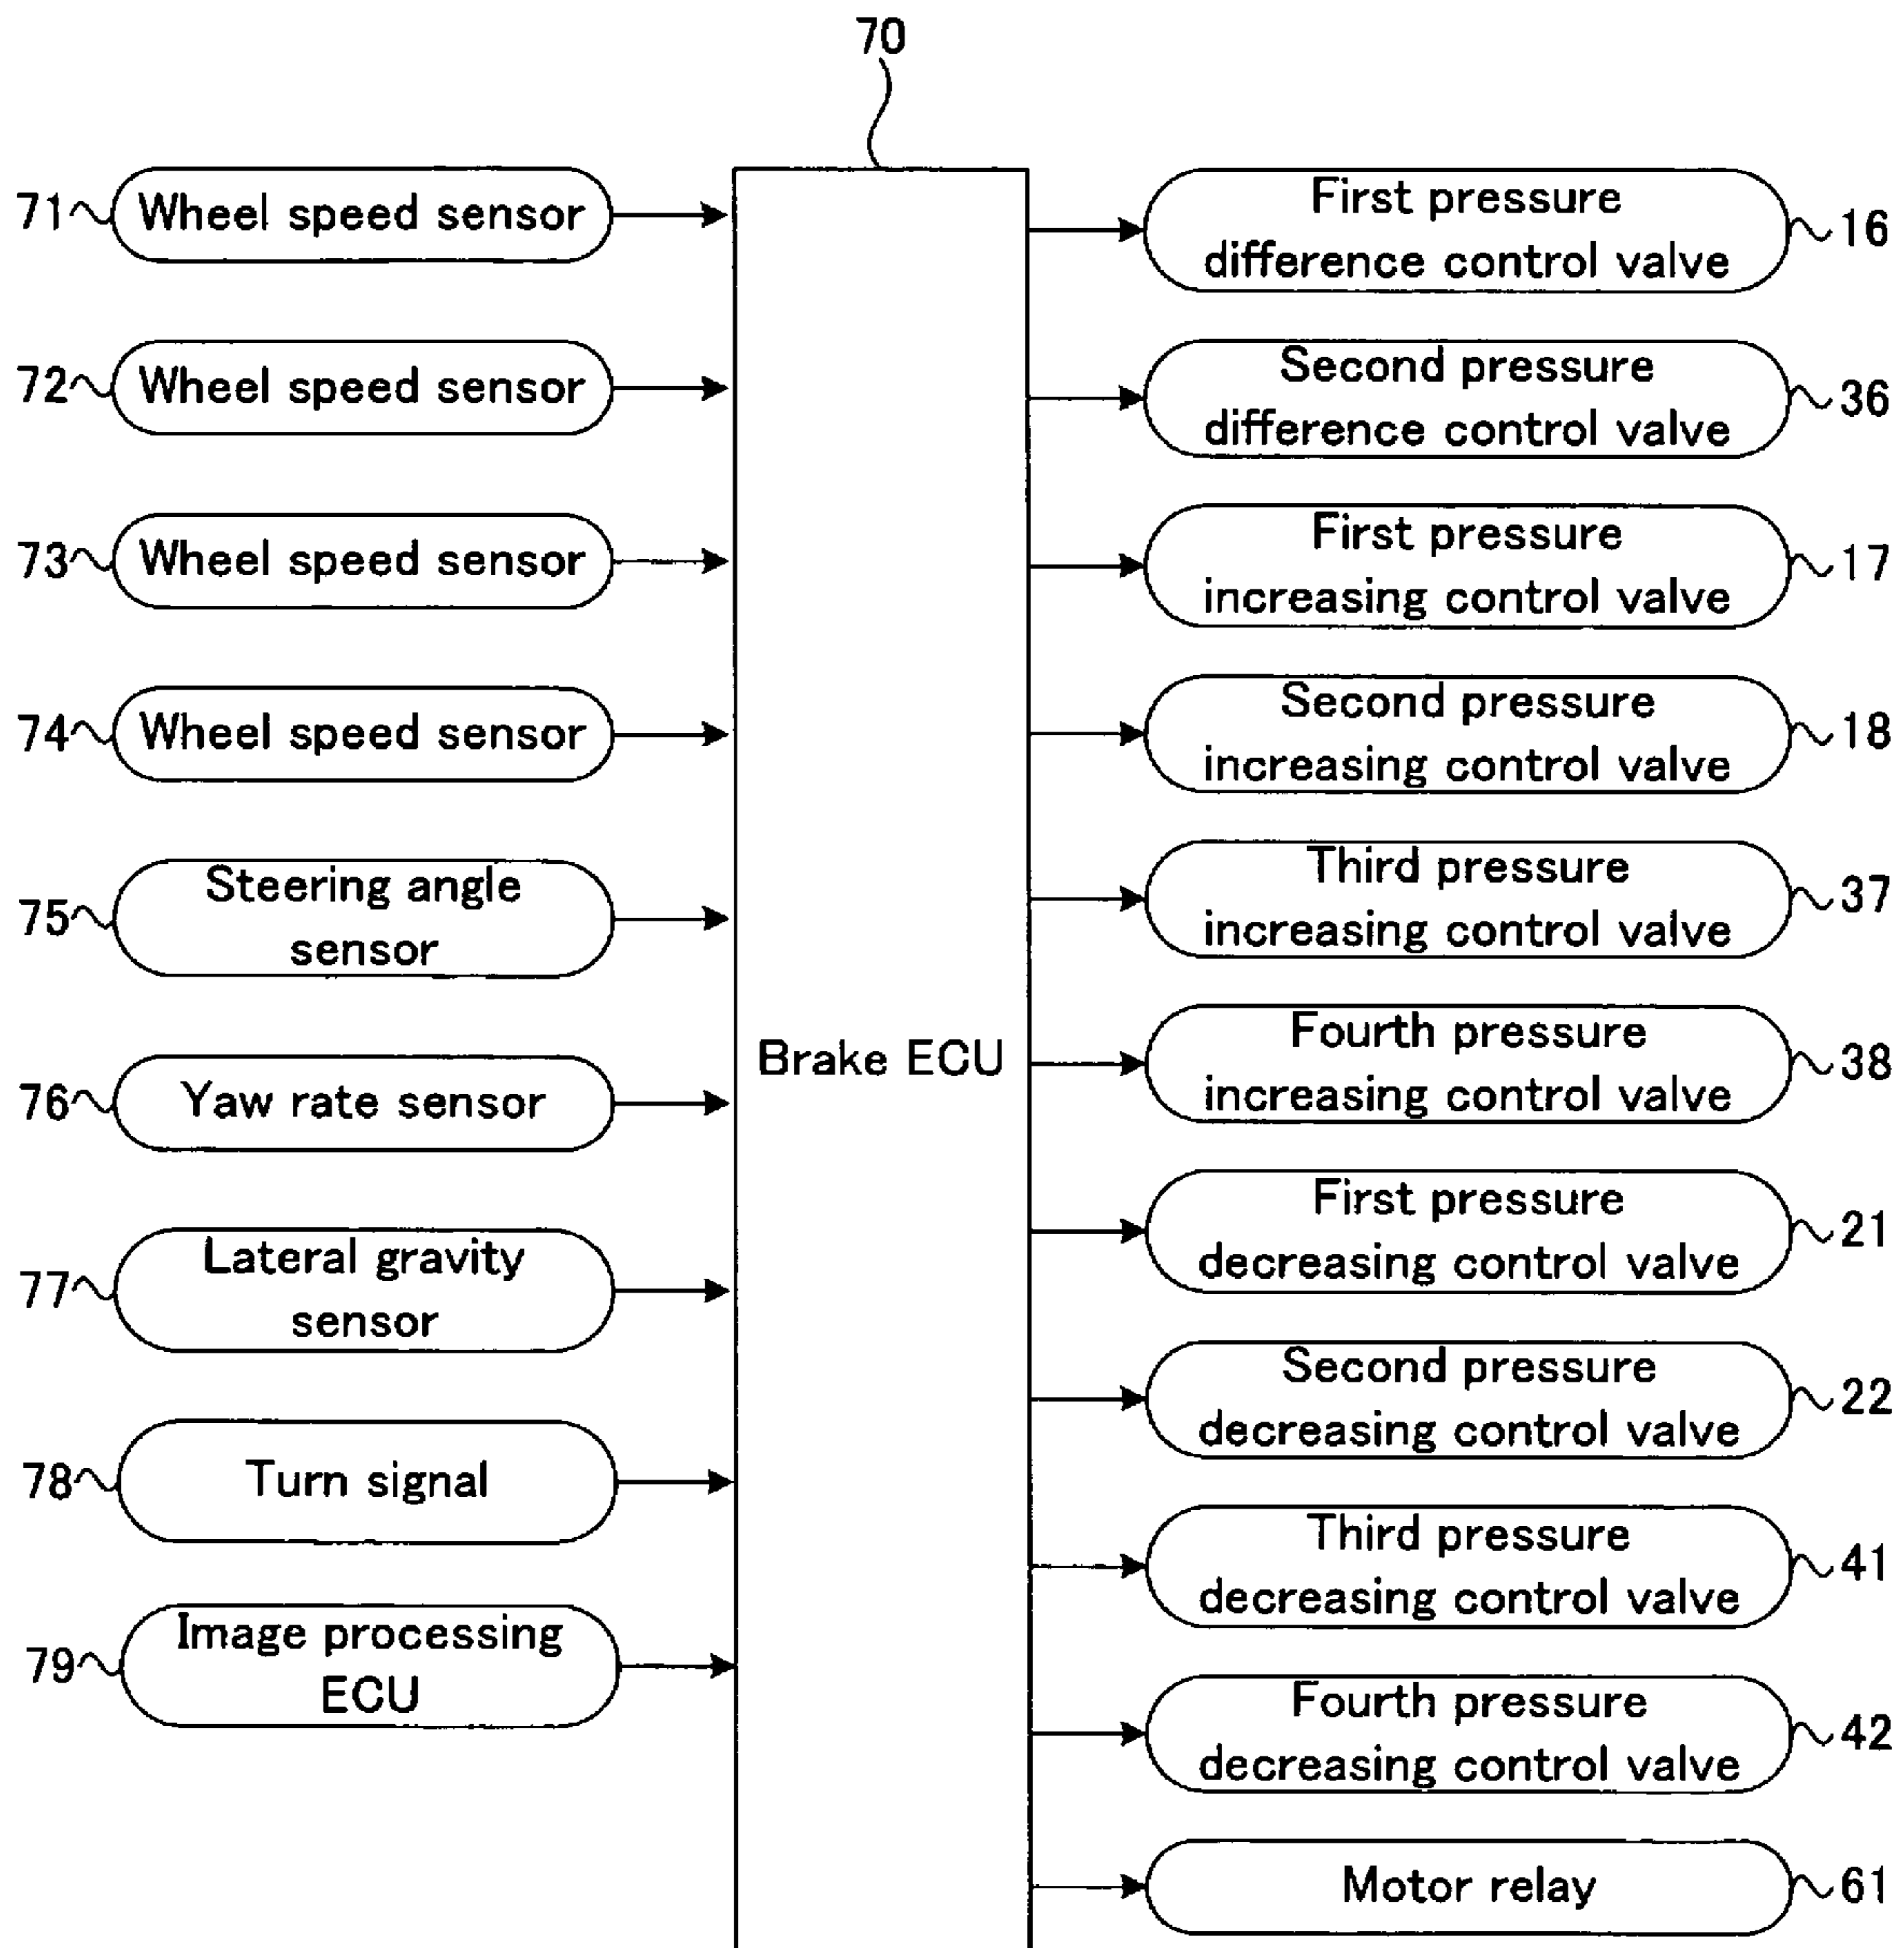 70
71
Wheel speed sensor
72
Wheel speed sensor
73
Wheel speed sensor
74
Wheel speed sensor
75
Steering angle
sensor
76
Yaw rate sensor
77
Lateral gravity
sensor
78
Turn signal
79
Image processing
ECU
Brake ECU
First pressure
difference control valve
16
Second pressure
difference control valve
36
First pressure
increasing control valve
17
Second pressure
increasing control valve
18
Third pressure
increasing control valve
37
Fourth pressure
increasing control valve
38
First pressure
decreasing control valve
21
Second pressure
decreasing control valve
22
Third pressure
decreasing control valve
41
Fourth pressure
decreasing control valve
42
Motor relay
61